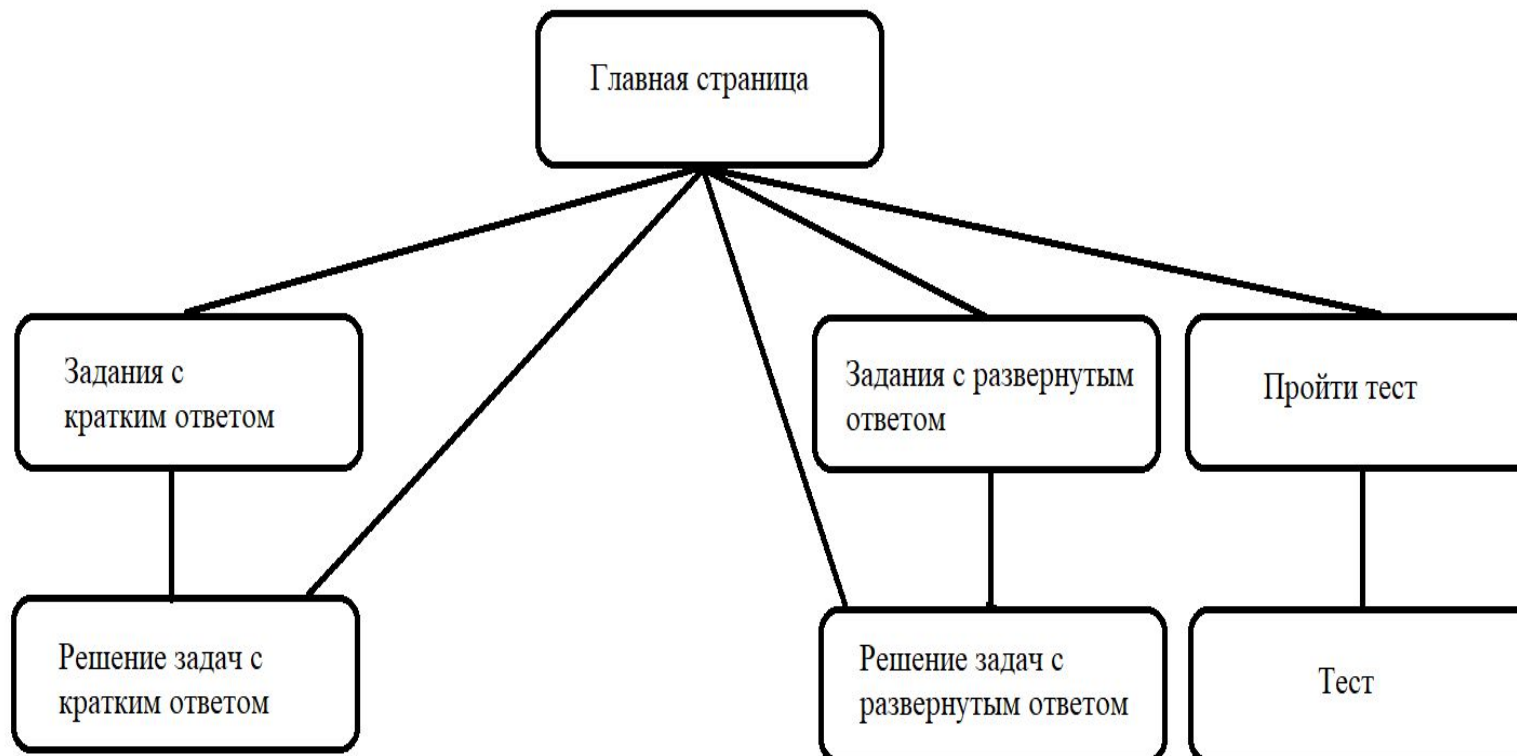 Главная страница
Задания с
кратким ответом
Задания с развернутым
ответом
Пройти тест
Решение задач с
кратким ответом
Решение задач с
развернутым ответом
Тест